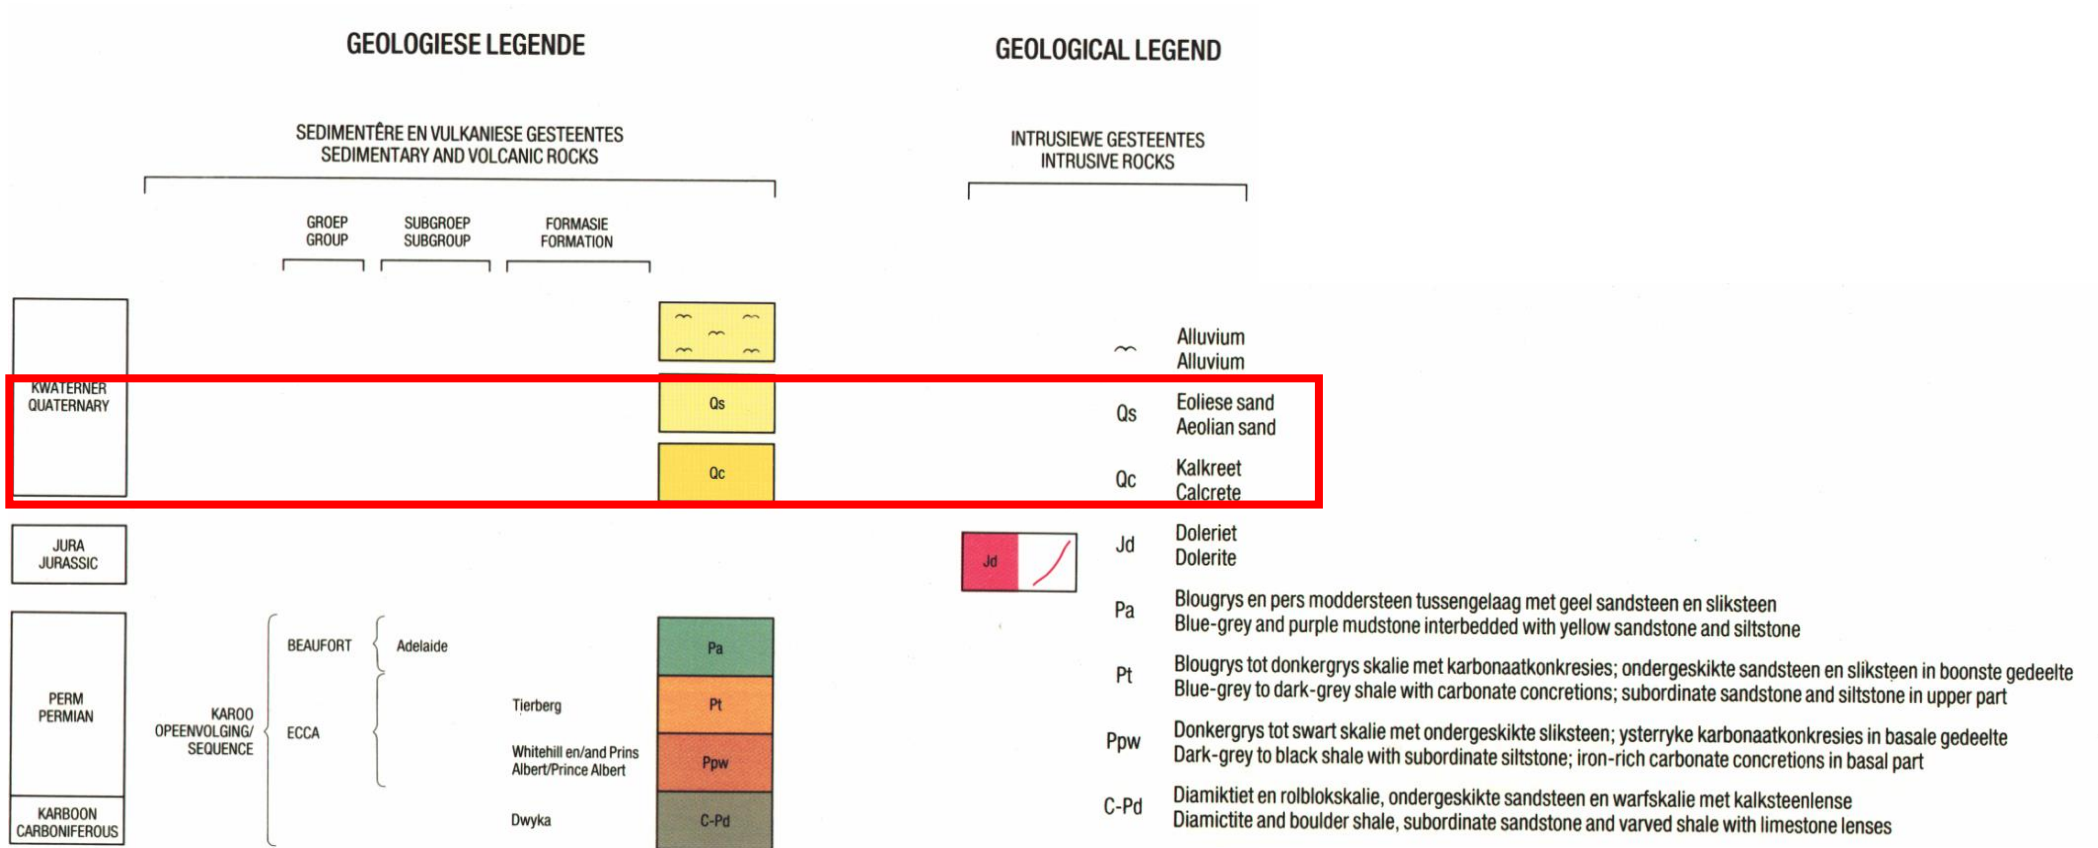 GEOLOGIESE LEGENDE
GEOLOGICAL LEGEND
SEDIMENTÊRE EN VULKANIESE GESTEENTES
SEDIMENTARY AND VOLCANIC ROCKS
INTRUSIEWE GESTEENTES
INTRUSIVE ROCKS
GROEP
GROUP
SUBGROEP
SUBGROUP
FORMASIE
FORMATION
KWATERNER
QUATERNARY
Alluvium
Alluvium
Qs
Qs
Eoliese sand
Aeolian sand
Qc
Qc
Kalkreet
Calcrete
JURA
JURASSIC
Jd
Jd
Doleriet
Dolerite
PERM
PERMIAN
KAROO
OPEENVOLGING/
SEQUENCE
BEAUFORT
Adelaide
Pa
Pa
Blougrys en pers moddersteen tussengelaag met geel sandsteen en sliksteen
Blue-grey and purple mudstone interbedded with yellow sandstone and siltstone
ECCA
Tierberg
Pt
Pt
Blougrys tot donkergrys skalie met karbonaatkonkresies; ondergeskikte sandsteen en sliksteen in boonste gedeelte
Blue-grey to dark-grey shale with carbonate concretions; subordinate sandstone and siltstone in upper part
Whitehill en/and Prins
Albert/Prince Albert
Ppw
Ppw
Donkergrys tot swart skalie met ondergeskikte sliksteen; ysterryke karbonaatkonkresies in basale gedeelte
Dark-grey to black shale with subordinate siltstone; iron-rich carbonate concretions in basal part
KARBOON
CARBONIFEROUS
Dwyka
C-Pd
C-Pd
Diamiktiet en rolblokskalie, ondergeskikte sandsteen en warfskalie met kalksteenlense
Diamictite and boulder shale, subordinate sandstone and varved shale with limestone lenses